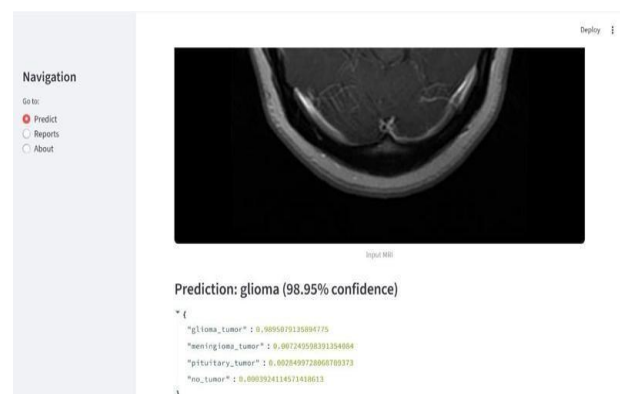 Deploy
Navigation
Go to:
Predict
Reports
About
Input MRI
Prediction: glioma (98.95% confidence)
{
"glioma_tumor" : 0.9895079135894775
"meningioma_tumor" : 0.007249598391354084
"pituitary_tumor" : 0.0028499728068789373
"no_tumor" : 0.0003924114571418613
}